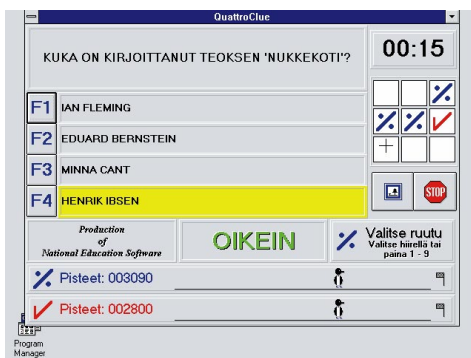 QuattroClue
KUKA ON KIRJOITTANUT TEOKSEN 'NUKKEKOTI'?
00:15
F1 IAN FLEMING
F2 EDUARD BERNSTEIN
F3 MINNA CANT
F4 HENRIK IBSEN
STOP
Production
of
National Education Software
OIKEIN
Valitse ruutu
Valitse hiirellä tai
paina 1 - 9
Pisteet: 003090
Pisteet: 002800
Program
Manager